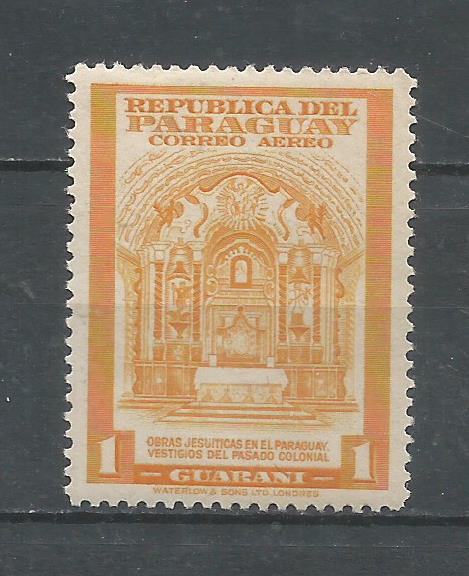 REPUBLICA DEL
PARAGUAY
CORREO AEREO
OBRAS JESUITICAS EN EL PARAGUAY.
VESTIGIOS DEL PASADO COLONIAL
1 1
— GUARANI —
WATERLOW & SONS LTD. LONDRES.